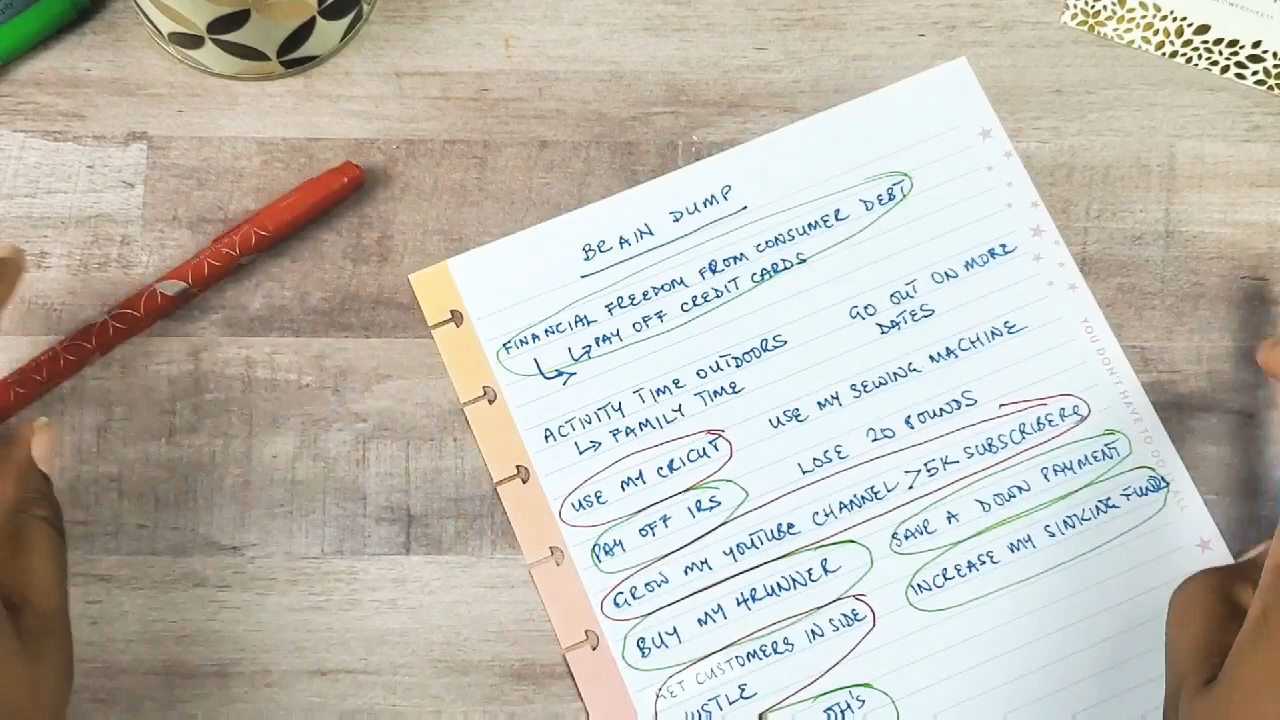 BRAIN DUMP
FINANCIAL FREEDOM FROM CONSUMER DEBT
PAY OFF CREDIT CARDS
GO OUT ON MORE
DATES
ACTIVITY TIME OUTDOORS
FAMILY TIME
USE MY SEWING MACHINE
USE MY CRICUT
LOSE 20 POUNDS
PAY OFF IRS
GROW MY YOUTUBE CHANNEL >5K SUBSCRIBERS
SAVE A DOWN PAYMENT
BUY MY 4RUNNER
INCREASE MY SINKING FUNDS
GET CUSTOMERS IN SIDE
HUSTLE
YOU DON'T HAVE TO DO ALL